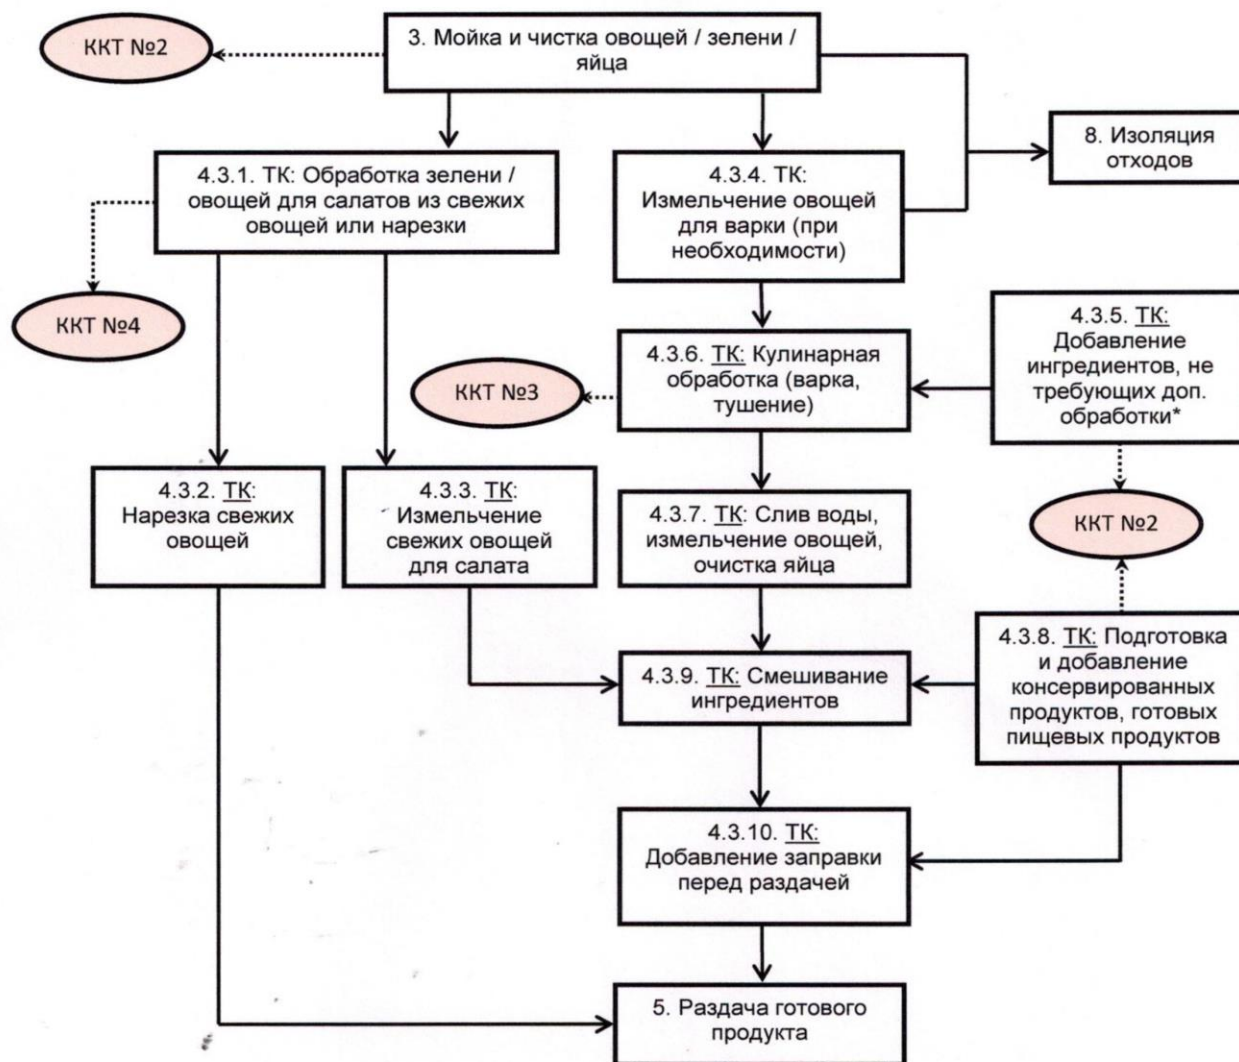 ККТ №2
3. Мойка и чистка овощей / зелени /
яйца
8. Изоляция
отходов
4.3.1. ТК: Обработка зелени /
овощей для салатов из свежих
овощей или нарезки
4.3.4. ТК:
Измельчение овощей
для варки (при
необходимости)
ККТ №4
4.3.5. ТК:
Добавление
ингредиентов, не
требующих доп.
обработки*
4.3.6. ТК: Кулинарная
обработка (варка,
тушение)
ККТ №3
4.3.2. ТК:
Нарезка свежих
овощей
4.3.3. ТК:
Измельчение
свежих овощей
для салата
4.3.7. ТК: Слив воды,
измельчение овощей,
очистка яйца
ККТ №2
4.3.8. ТК: Подготовка
и добавление
консервированных
продуктов, готовых
пищевых продуктов
4.3.9. ТК: Смешивание
ингредиентов
4.3.10. ТК:
Добавление заправки
перед раздачей
5. Раздача готового
продукта